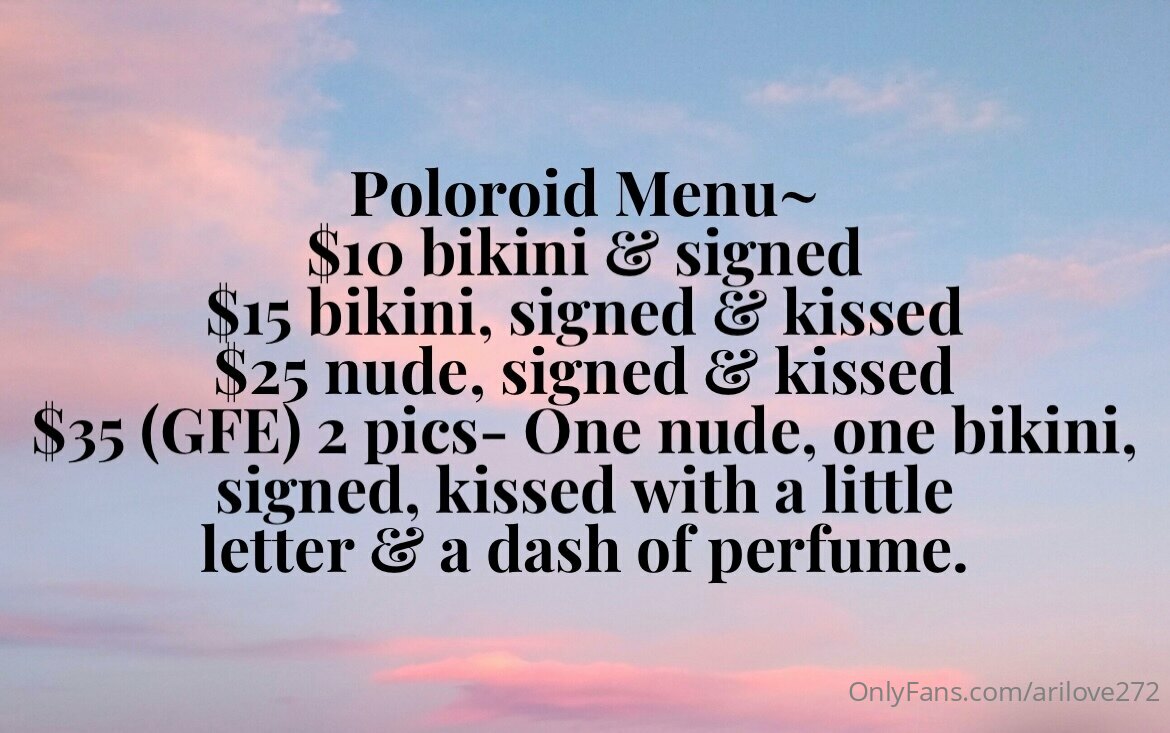 Poloroid Menu~
$10 bikini & signed
$15 bikini, signed & kissed
$25 nude, signed & kissed
$35 (GFE) 2 pics- One nude, one bikini,
signed, kissed with a little
letter & a dash of perfume.
OnlyFans.com/arilove272